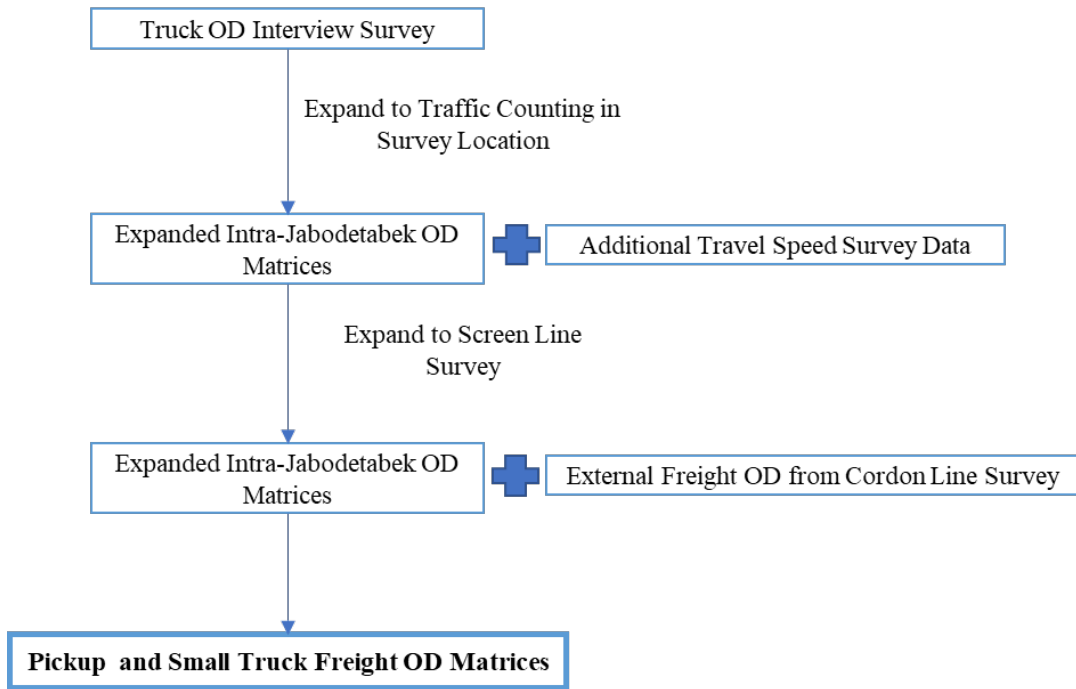 Truck OD Interview Survey
Expand to Traffic Counting in
Survey Location
Expanded Intra-Jabodetabek OD
Matrices
Additional Travel Speed Survey Data
Expand to Screen Line
Survey
Expanded Intra-Jabodetabek OD
Matrices
External Freight OD from Cordon Line Survey
Pickup and Small Truck Freight OD Matrices